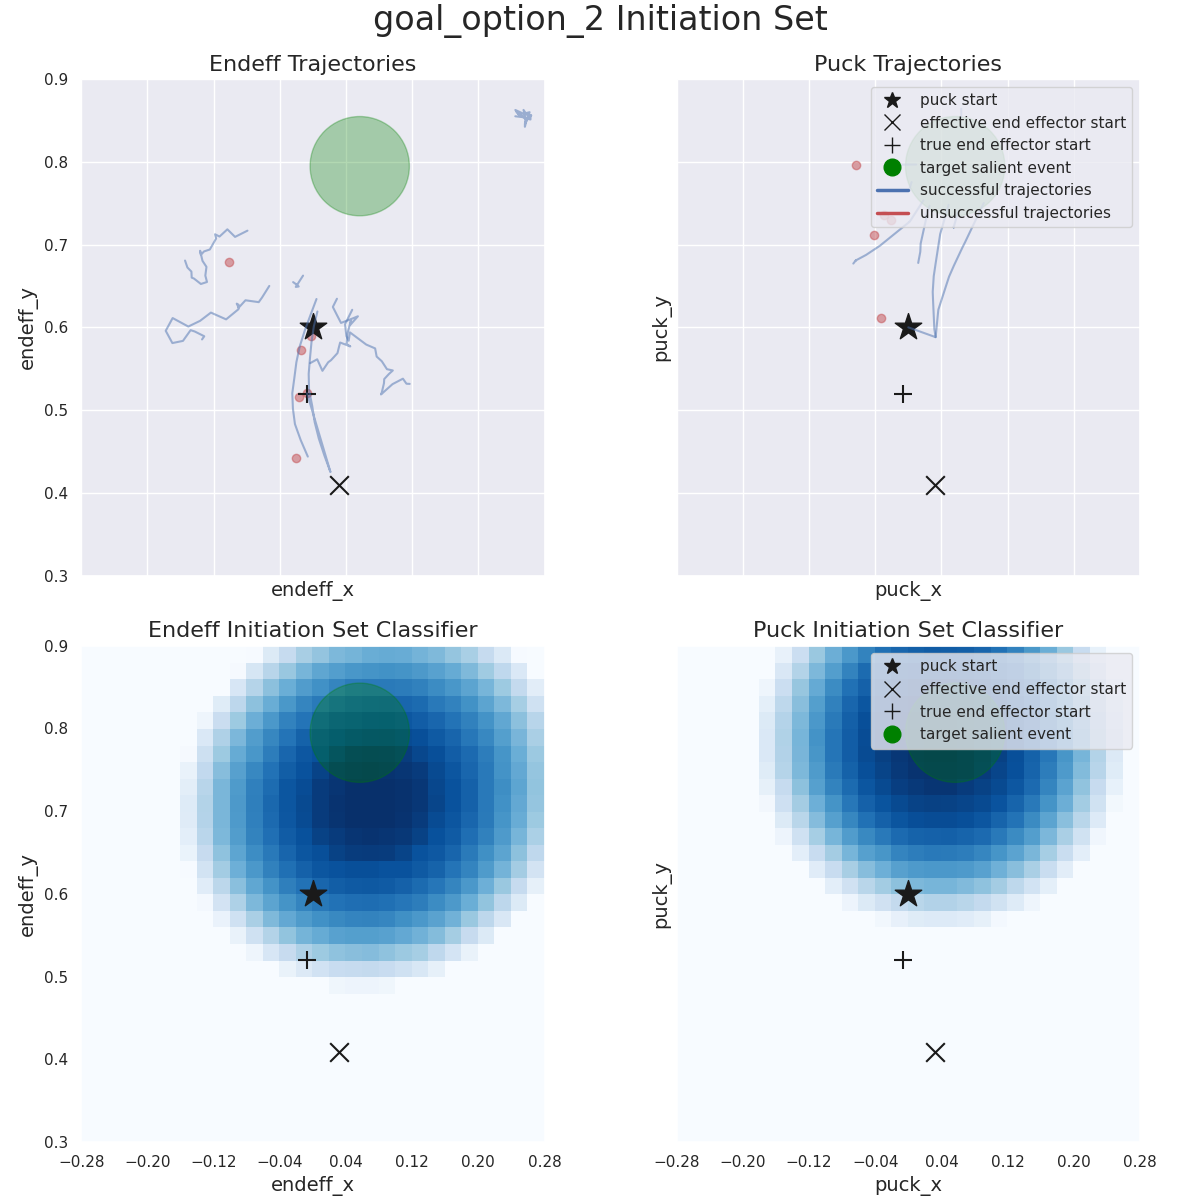 goal_option_2 Initiation Set
Endeff Trajectories
0.9
0.8
0.7
0.6
0.5
0.4
0.3
endeff_y
endeff_x
Puck Trajectories
puck start
effective end effector start
true end effector start
target salient event
successful trajectories
unsuccessful trajectories
puck_y
puck_x
Endeff Initiation Set Classifier
0.9
0.8
0.7
0.6
0.5
0.4
0.3
endeff_y
−0.28 −0.20 −0.12 −0.04 0.04 0.12 0.20 0.28
endeff_x
Puck Initiation Set Classifier
puck start
effective end effector start
true end effector start
target salient event
puck_y
−0.28 −0.20 −0.12 −0.04 0.04 0.12 0.20 0.28
puck_x